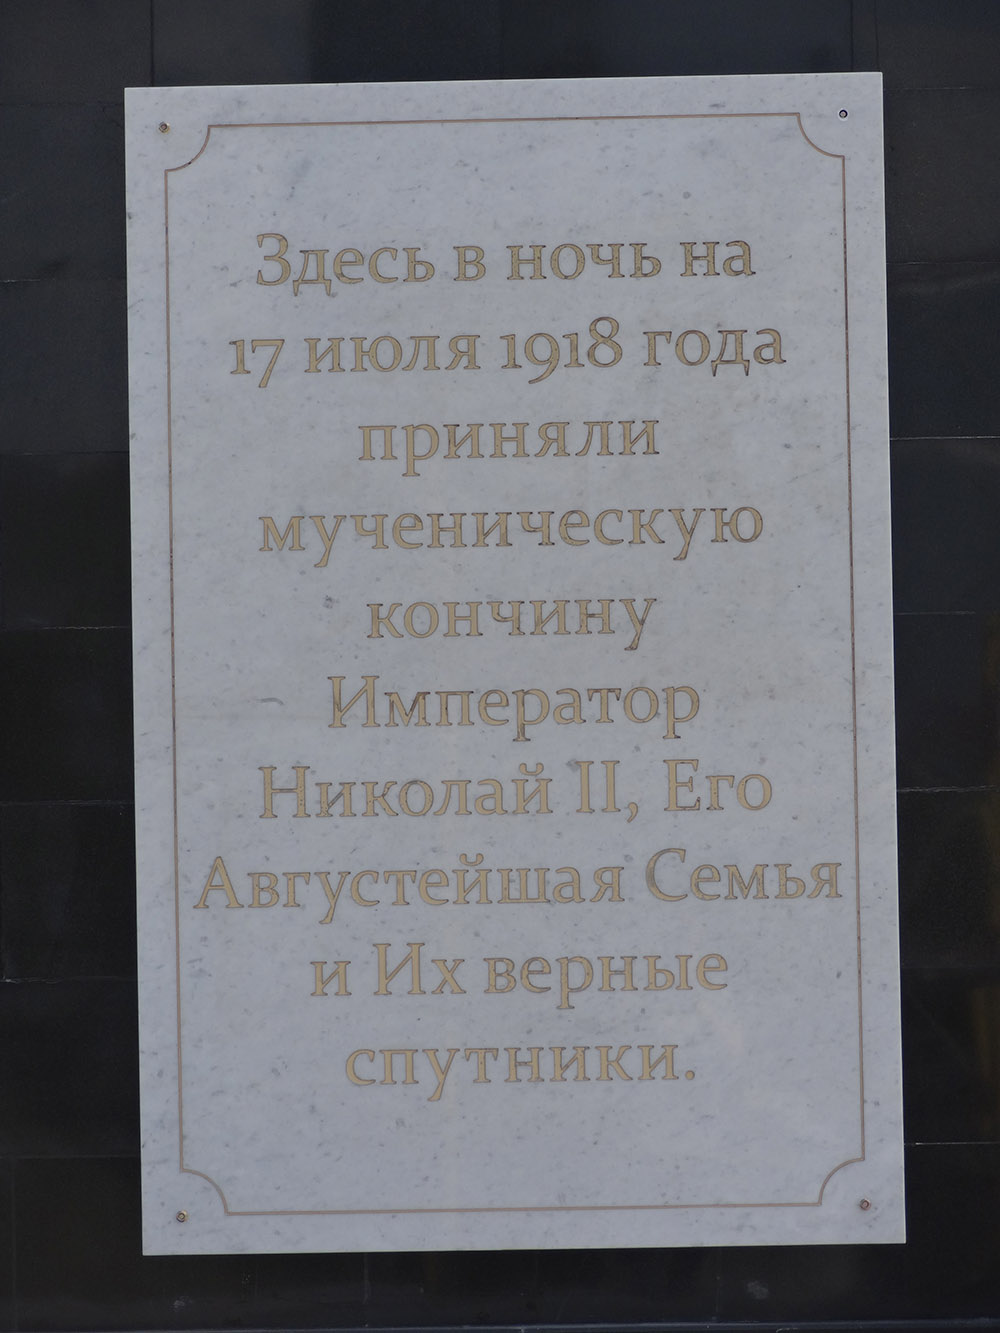 Здесь в ночь на
17 июля 1918 года
приняли
мученическую
кончину
Император
Николай II, Его
Августейшая Семья
и Их верные
спутники.